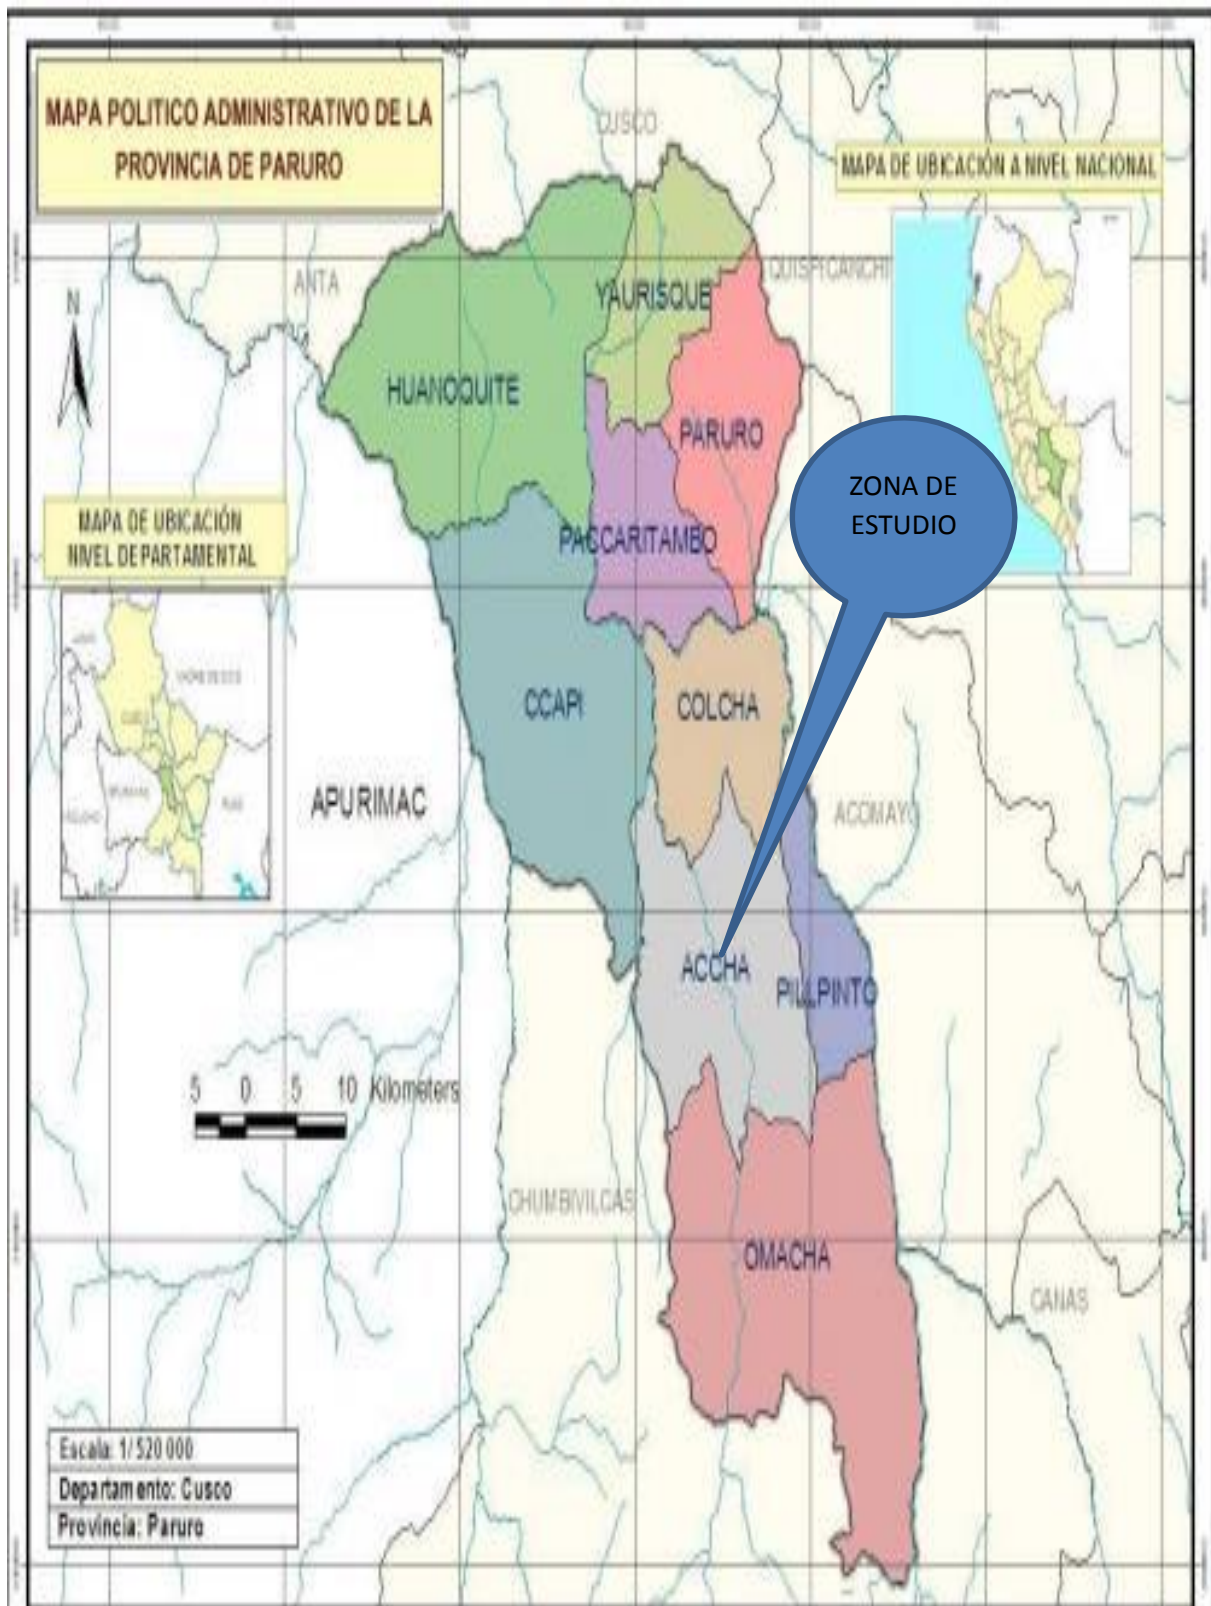 MAPA POLITICO ADMINISTRATIVO DE LA
PROVINCIA DE PARURO
CUSCO
MAPA DE UBICACIÓN A NIVEL NACIONAL
ANTA
QUISPICANCHI
YAURISQUE
N
HUANOQUITE
PARURO
ZONA DE
ESTUDIO
MAPA DE UBICACIÓN
NIVEL DEPARTAMENTAL
PACCARITAMBO
CCAPI
COLCHA
APURIMAC
ACOMAYO
ACCHA
PILLPINTO
5 0 5 10 Kilometers
CHUMBIVILCAS
OMACHA
CANAS
Escala: 1/520 000
Departamento: Cusco
Provincia: Paruro